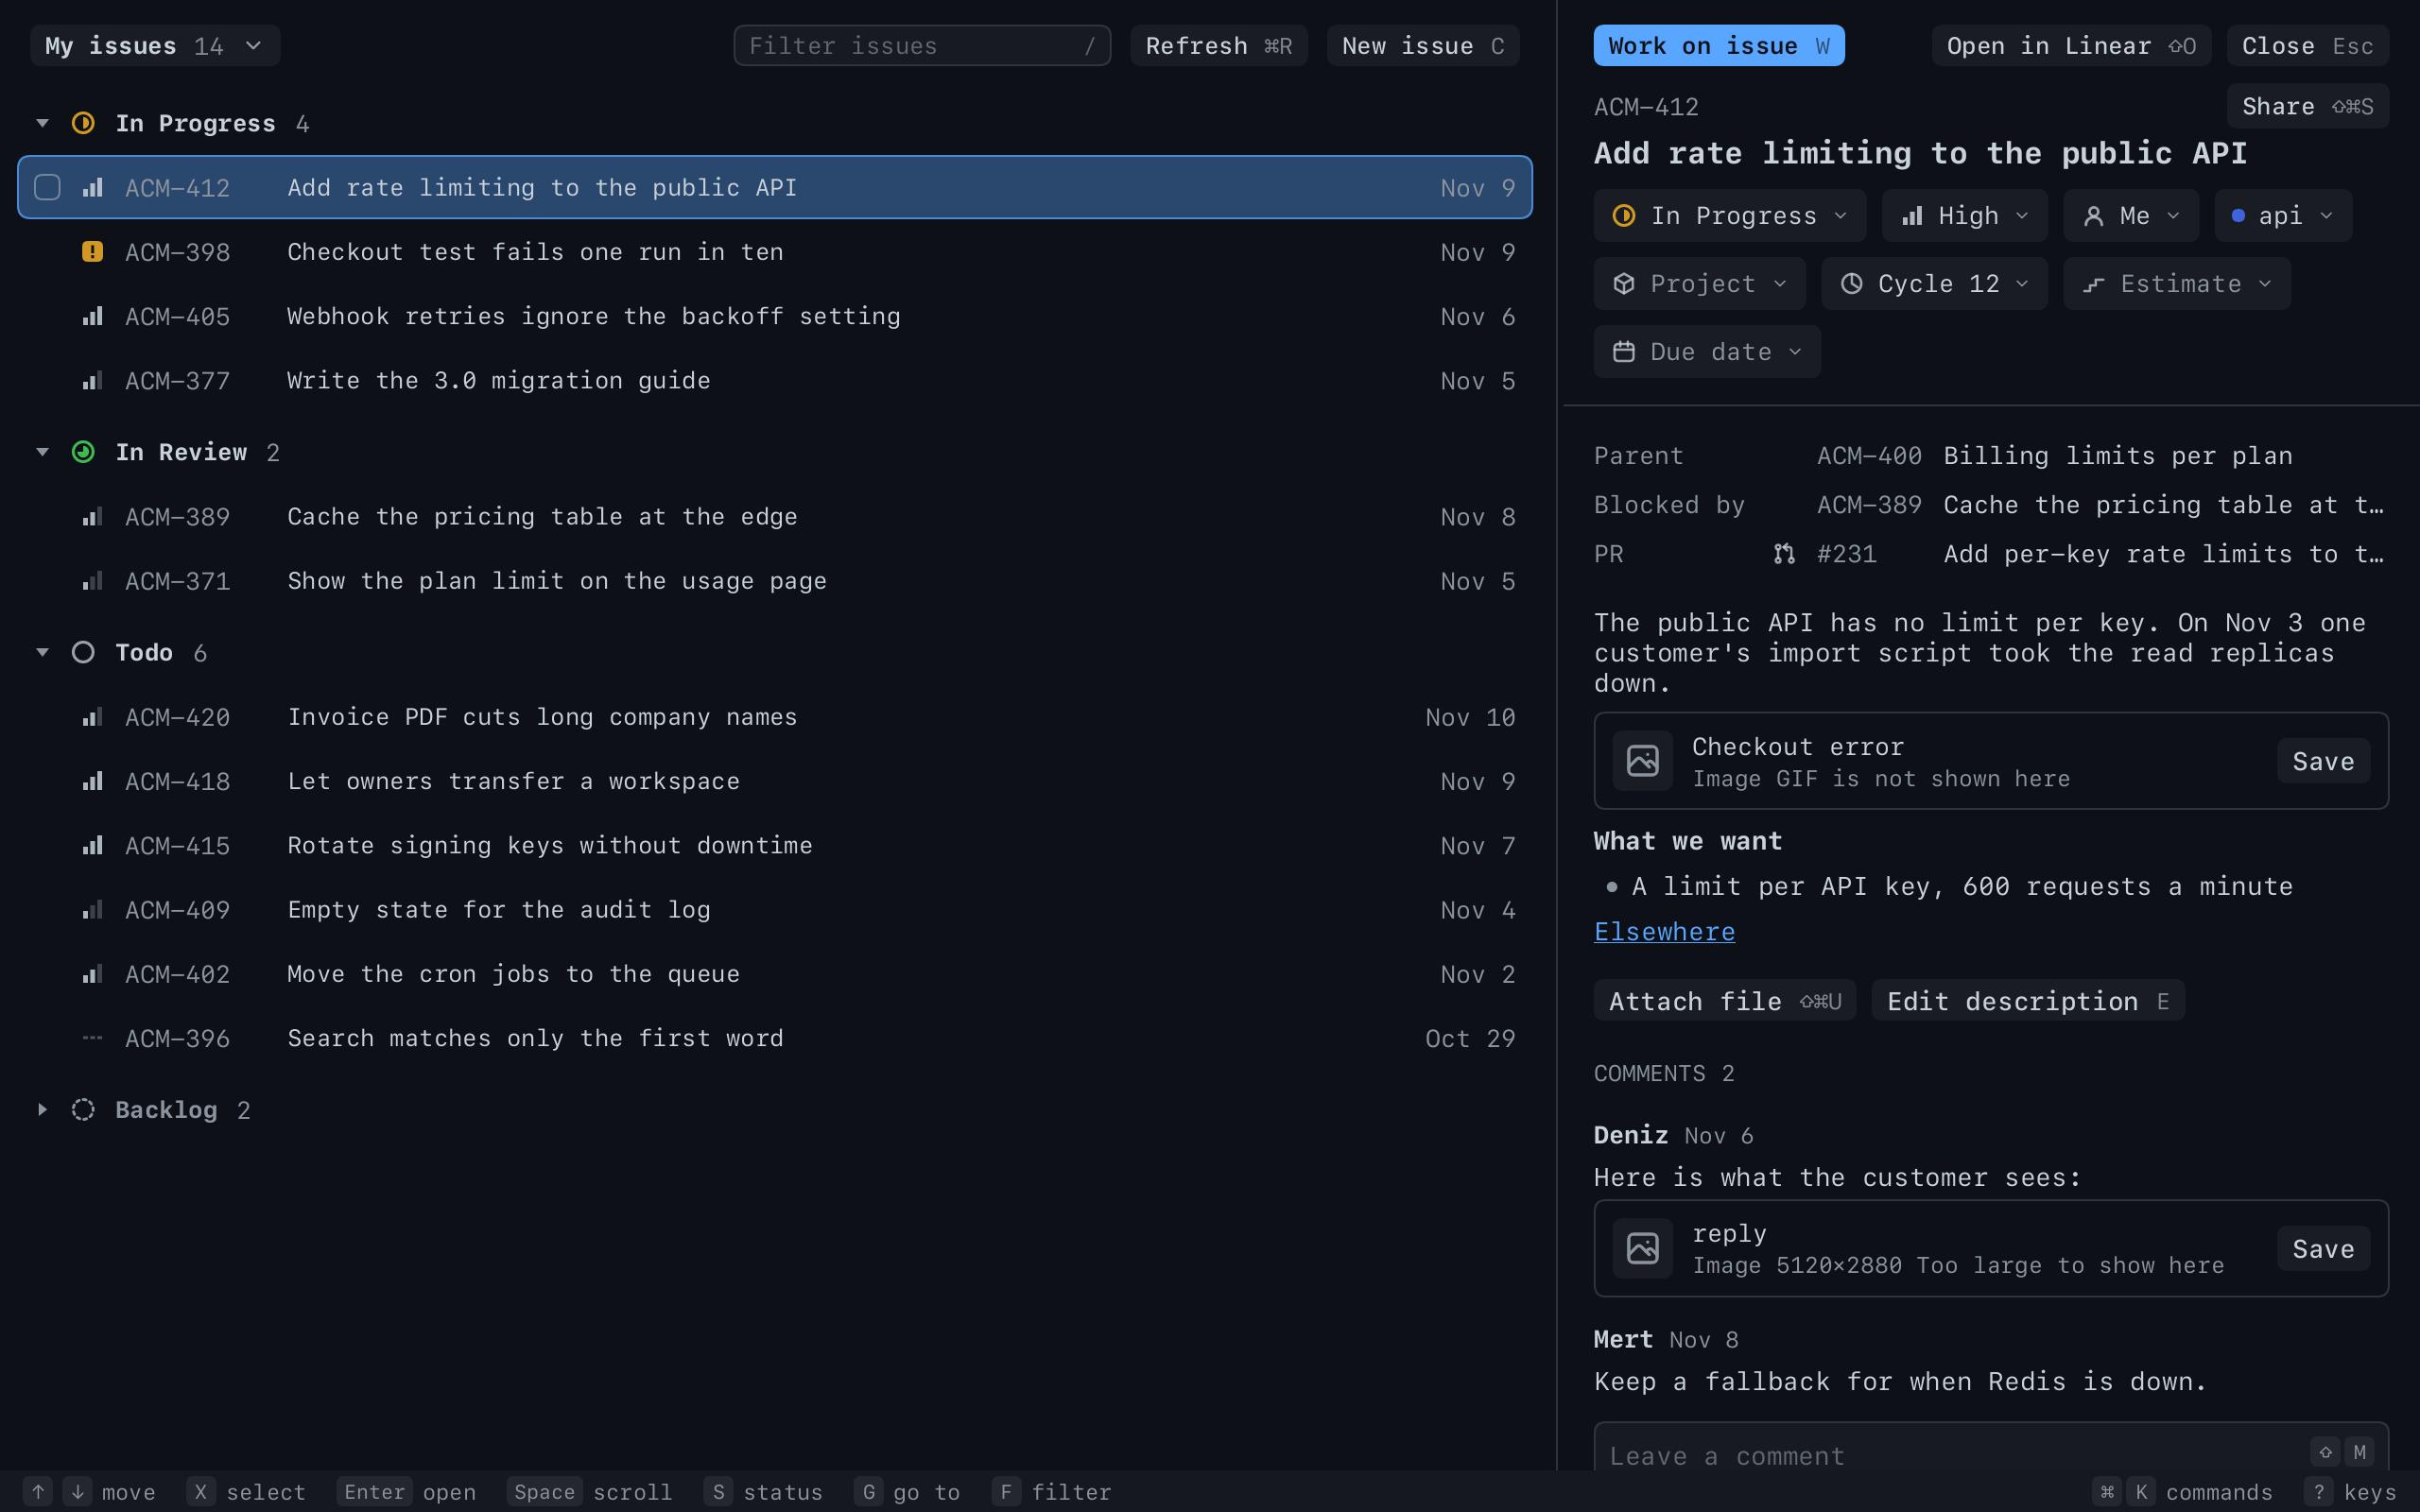 My issues 14
Filter issues /
Refresh ⌘R
New issue C
In Progress 4
ACM-412 Add rate limiting to the public API Nov 9
ACM-398 Checkout test fails one run in ten Nov 9
ACM-405 Webhook retries ignore the backoff setting Nov 6
ACM-377 Write the 3.0 migration guide Nov 5
In Review 2
ACM-389 Cache the pricing table at the edge Nov 8
ACM-371 Show the plan limit on the usage page Nov 5
Todo 6
ACM-420 Invoice PDF cuts long company names Nov 10
ACM-418 Let owners transfer a workspace Nov 9
ACM-415 Rotate signing keys without downtime Nov 7
ACM-409 Empty state for the audit log Nov 4
ACM-402 Move the cron jobs to the queue Nov 2
ACM-396 Search matches only the first word Oct 29
Backlog 2
Work on issue W
Open in Linear ⇧O
Close Esc
ACM-412
Share ⇧⌘S
Add rate limiting to the public API
In Progress
High
Me
api
Project
Cycle 12
Estimate
Due date
Parent ACM-400 Billing limits per plan
Blocked by ACM-389 Cache the pricing table at t…
PR #231 Add per-key rate limits to t…
The public API has no limit per key. On Nov 3 one
customer's import script took the read replicas
down.
Checkout error
Image GIF is not shown here
Save
What we want
• A limit per API key, 600 requests a minute
Elsewhere
Attach file ⇧⌘U
Edit description E
COMMENTS 2
Deniz Nov 6
Here is what the customer sees:
reply
Image 5120×2880 Too large to show here
Save
Mert Nov 8
Keep a fallback for when Redis is down.
Leave a comment ⇧ M
↑ ↓ move X select Enter open Space scroll S status G go to F filter
⌘ K commands ? keys